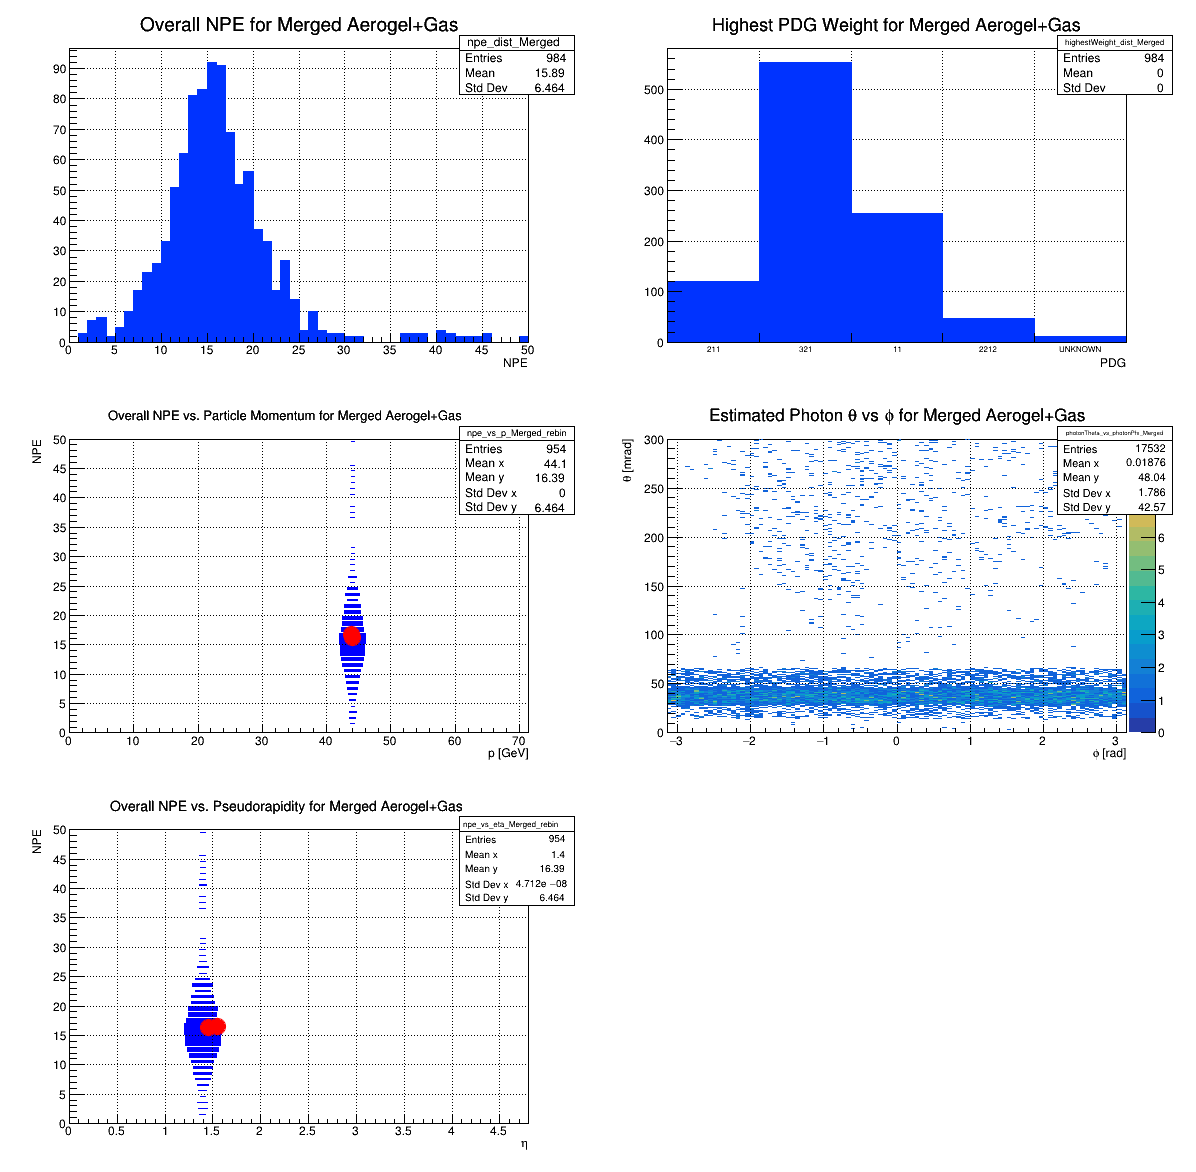 Overall NPE for Merged Aerogel+Gas
npe_dist_Merged
Entries 984
Mean 15.89
Std Dev 6.464
90
80
70
60
50
40
30
20
10
0
0 5 10 15 20 25 30 35 40 45 50
NPE
Highest PDG Weight for Merged Aerogel+Gas
highestWeight_dist_Merged
Entries 984
Mean 0
Std Dev 0
500
400
300
200
100
0
211 321 11 2212 UNKNOWN
PDG
Overall NPE vs. Particle Momentum for Merged Aerogel+Gas
npe_vs_p_Merged_rebin
Entries 954
Mean x 44.1
Mean y 16.39
Std Dev x 0
Std Dev y 6.464
NPE
50
45
40
35
30
25
20
15
10
5
0
0 10 20 30 40 50 60 70
p [GeV]
Estimated Photon θ vs ϕ for Merged Aerogel+Gas
photonTheta_vs_photonPhi_Merged
Entries 17532
Mean x 0.01876
Mean y 48.04
Std Dev x 1.786
Std Dev y 42.57
θ [mrad]
300
250
200
150
100
50
0
−3 −2 −1 0 1 2 3
ϕ [rad]
6
5
4
3
2
1
0
Overall NPE vs. Pseudorapidity for Merged Aerogel+Gas
npe_vs_eta_Merged_rebin
Entries 954
Mean x 1.4
Mean y 16.39
Std Dev x 4.712e −08
Std Dev y 6.464
NPE
50
45
40
35
30
25
20
15
10
5
0
0 0.5 1 1.5 2 2.5 3 3.5 4 4.5
η